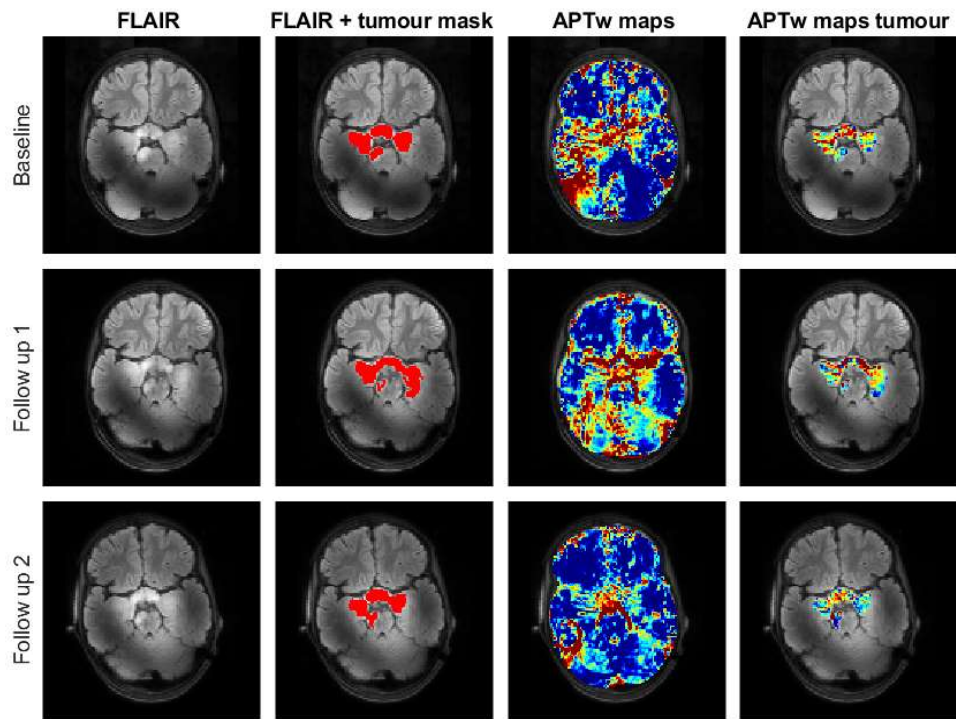 FLAIR FLAIR + tumour mask APTw maps APTw maps tumour
Baseline
Follow up 1
Follow up 2